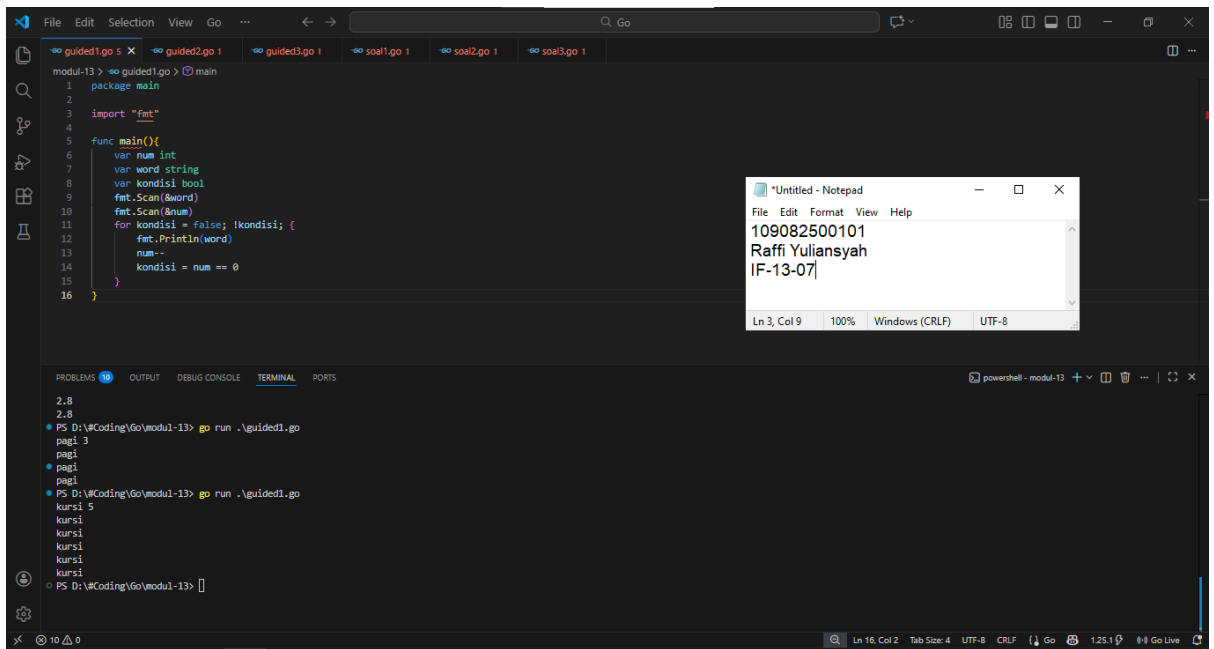 File Edit Selection View Go ··· Go
guided1.go 5 guided2.go 1 guided3.go 1 soal1.go 1 soal2.go 1 soal3.go 1
modul-13 > guided1.go > main
1 package main
2
3 import "fmt"
4
5 func main(){
6 var num int
7 var word string
8 var kondisi bool
9 fmt.Scan(&word)
10 fmt.Scan(&num)
11 for kondisi = false; !kondisi; {
12 fmt.Println(word)
13 num--
14 kondisi = num == 0
15 }
16 }
*Untitled - Notepad
File Edit Format View Help
109082500101
Raffi Yuliansyah
IF-13-07
Ln 3, Col 9 100% Windows (CRLF) UTF-8
PROBLEMS 10 OUTPUT DEBUG CONSOLE TERMINAL PORTS powershell - modul-13
2.8
2.8
PS D:\#Coding\Go\modul-13> go run .\guided1.go
pagi 3
pagi
pagi
pagi
PS D:\#Coding\Go\modul-13> go run .\guided1.go
kursi 5
kursi
kursi
kursi
kursi
kursi
PS D:\#Coding\Go\modul-13>
10 0 Ln 16, Col 2 Tab Size: 4 UTF-8 CRLF Go 1.25.1 Go Live